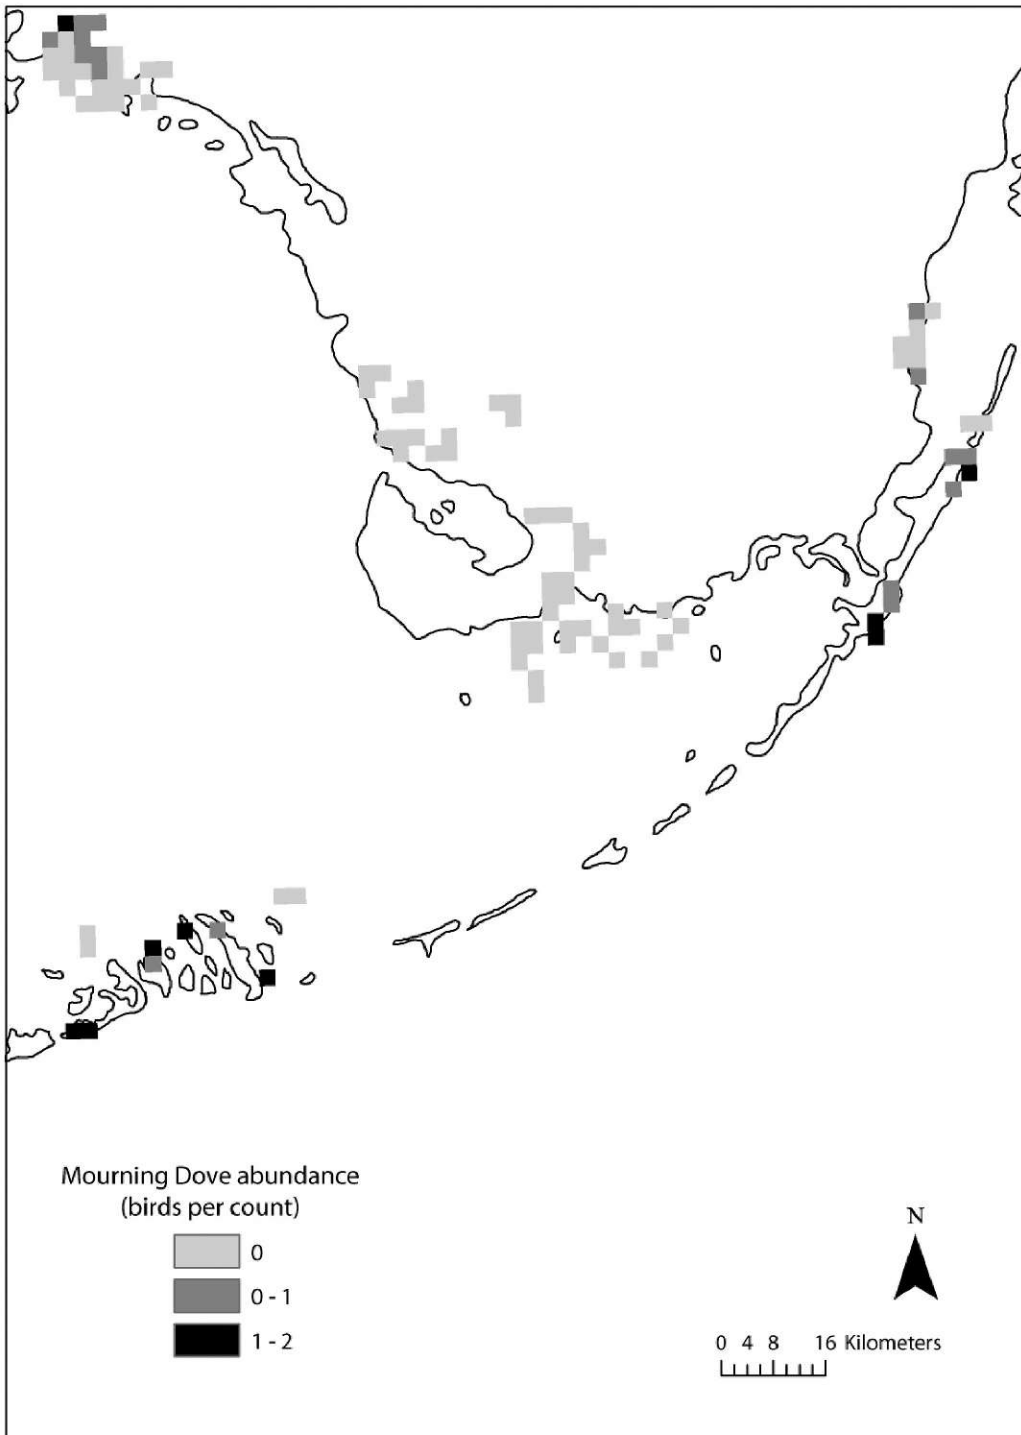 Mourning Dove abundance
(birds per count)
0
0 - 1
1 - 2
N
0 4 8 16 Kilometers